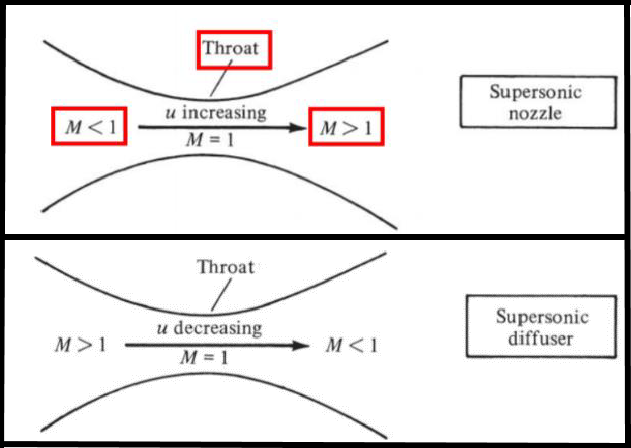 Throat
u increasing
M < 1
M > 1
M = 1
Supersonic
nozzle
Throat
u decreasing
M > 1
M < 1
M = 1
Supersonic
diffuser